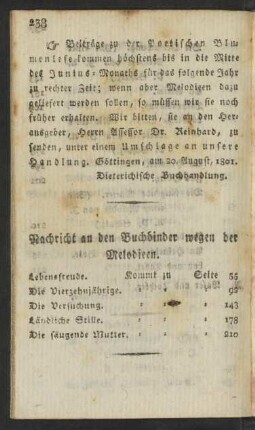 238
☞ Beiträge zu der Poetischen Blu-
monlese kommen höchstens bis in die Mitte
des Junius-Monaths für das folgende Jahr
zu rechter Zeit; wenn aber Melodien dazu
geliefert werden sollen, so müssen wir sie noch
früher erhalten. Wir bitten, sie an den Her-
ausgeber, Herrn Assessor Dr. Reinhard, zu
senden, unter einem Umschlage an unsere
Handlung. Göttingen, am 20. August, 1801.
Dieterichische Buchhandlung.
Nachricht an den Buchbinder wegen der
Melodieen.
Lebensfreude. Kommt zu Seite 55
Die Vierzehnjährige. " " " 92
Die Versuchung. " " " 143
Ländliche Stille. " " " 178
Die säugende Mutter. " " " 210